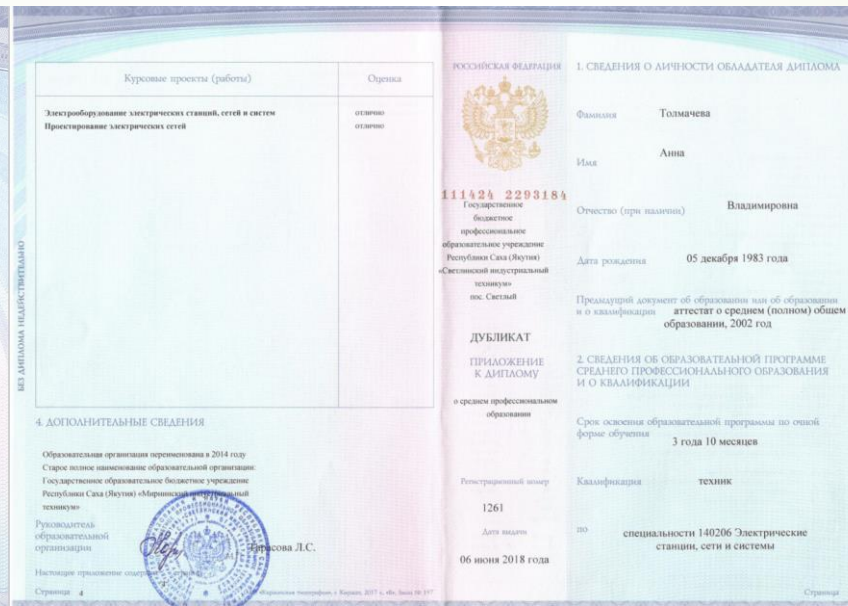 Курсовые проекты (работы)
Оценка
Электрооборудование электрических станций, сетей и систем
отлично
Проектирование электрических сетей
отлично
БЕЗ ДИПЛОМА НЕДЕЙСТВИТЕЛЬНО
4. ДОПОЛНИТЕЛЬНЫЕ СВЕДЕНИЯ
Образовательная организация переименована в 2014 году
Старое полное наименование образовательной организации:
Государственное образовательное бюджетное учреждение
Республики Саха (Якутия) «Мирнинский индустриальный
техникум»
Руководитель
образовательной
организации
Тарасова Л.С.
Настоящее приложение содержит
Страница 4
РОССИЙСКАЯ ФЕДЕРАЦИЯ
111424 2293184
Государственное
бюджетное
профессиональное
образовательное учреждение
Республики Саха (Якутия)
«Светлинский индустриальный
техникум»
пос. Светлый
ДУБЛИКАТ
ПРИЛОЖЕНИЕ
К ДИПЛОМУ
о среднем профессиональном
образовании
Регистрационный номер
1261
Дата выдачи
06 июня 2018 года
1. СВЕДЕНИЯ О ЛИЧНОСТИ ОБЛАДАТЕЛЯ ДИПЛОМА
Фамилия Толмачева
Имя Анна
Отчество (при наличии) Владимировна
Дата рождения 05 декабря 1983 года
Предыдущий документ об образовании или об образовании
и о квалификации аттестат о среднем (полном) общем
образовании, 2002 год
2. СВЕДЕНИЯ ОБ ОБРАЗОВАТЕЛЬНОЙ ПРОГРАММЕ
СРЕДНЕГО ПРОФЕССИОНАЛЬНОГО ОБРАЗОВАНИЯ
И О КВАЛИФИКАЦИИ
Срок освоения образовательной программы по очной
форме обучения
3 года 10 месяцев
Квалификация техник
по специальности 140206 Электрические
станции, сети и системы
Страница